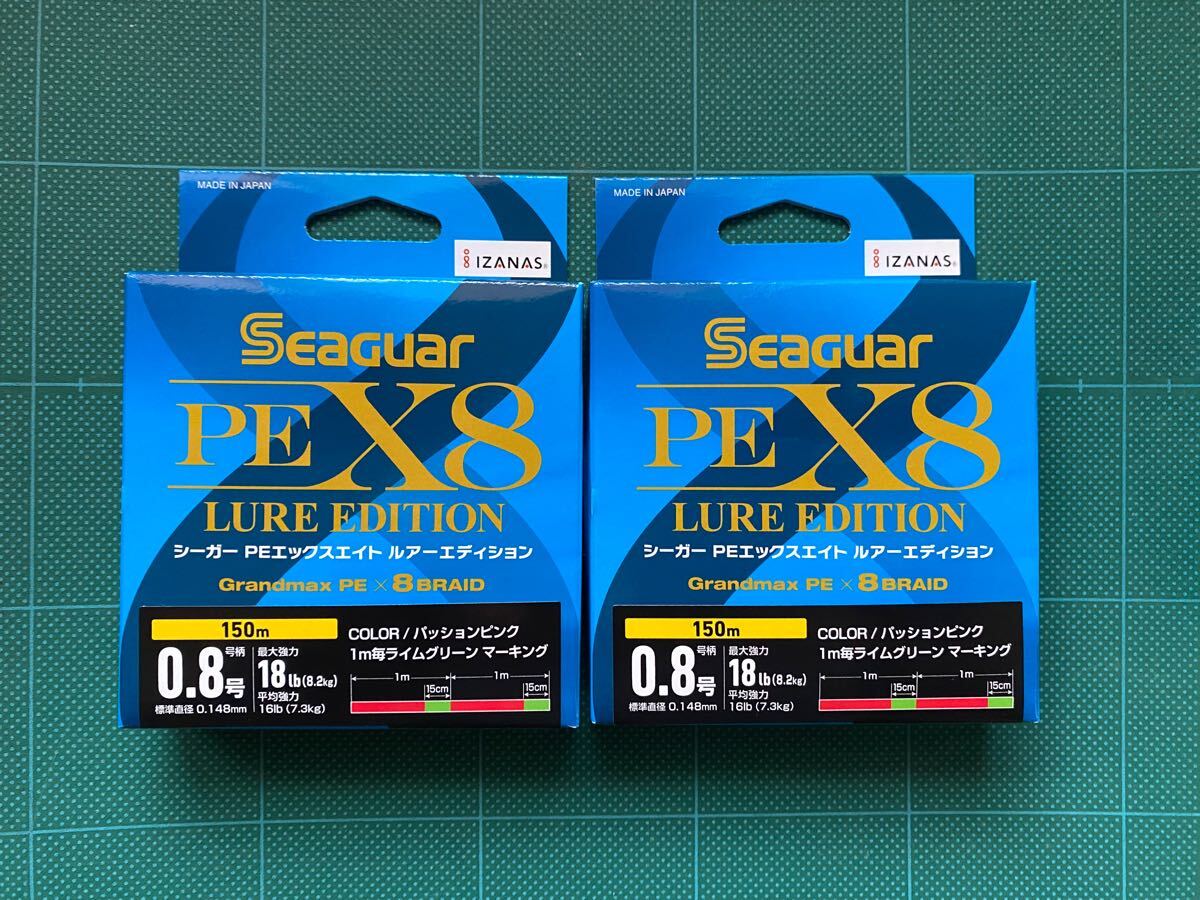 MADE IN JAPAN
IZANAS®
SEAGUAR
PE X8
LURE EDITION
シーガー PEエックスエイト ルアーエディション
Grandmax PE × 8 BRAID
150m
0.8号
号柄
標準直径 0.148mm
最大強力
18lb(8.2kg)
平均強力
16lb(7.3kg)
COLOR/パッションピンク
1m毎ライムグリーン マーキング
1m 1m
15cm 15cm
MADE IN JAPAN
IZANAS®
SEAGUAR
PE X8
LURE EDITION
シーガー PEエックスエイト ルアーエディション
Grandmax PE × 8 BRAID
150m
0.8号
号柄
標準直径 0.148mm
最大強力
18lb(8.2kg)
平均強力
16lb(7.3kg)
COLOR/パッションピンク
1m毎ライムグリーン マーキング
1m 1m
15cm 15cm